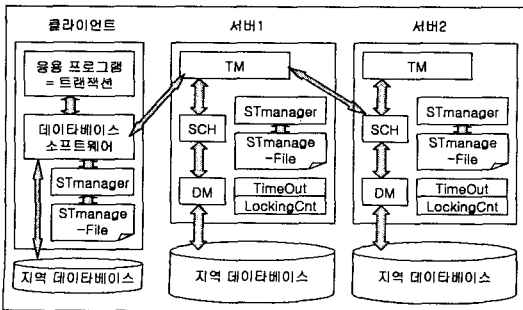 클라이언트
응용 프로그램
= 트랜잭션
데이타베이스
소프트웨어
STmanager
STmanage
-File
지역 데이타베이스
서버1
TM
SCH
STmanager
STmanage
-File
DM
TimeOut
LockingCnt
지역 데이타베이스
서버2
TM
SCH
STmanager
STmanage
-File
DM
TimeOut
LockingCnt
지역 데이타베이스